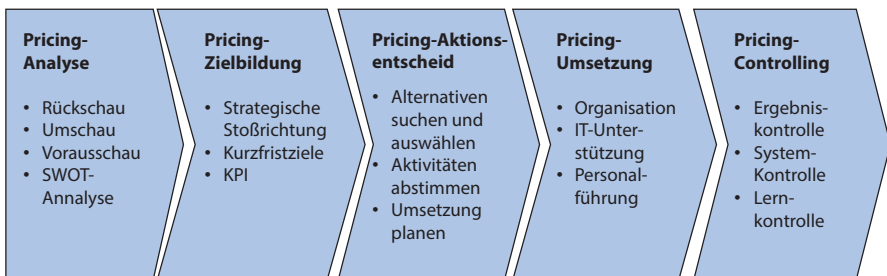 Pricing-
Analyse
• Rückschau
• Umschau
• Vorausschau
• SWOT-
Annalyse
Pricing-
Zielbildung
• Strategische
Stoßrichtung
• Kurzfristziele
• KPI
Pricing-Aktions-
entscheid
• Alternativen
suchen und
auswählen
• Aktivitäten
abstimmen
• Umsetzung
planen
Pricing-
Umsetzung
• Organisation
• IT-Unter-
stützung
• Personal-
führung
Pricing-
Controlling
• Ergebnis-
kontrolle
• System-
Kontrolle
• Lern-
kontrolle